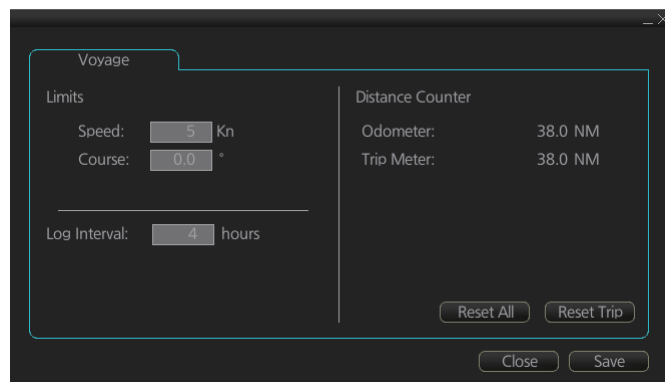 Voyage
Limits
Speed: 5 Kn
Course: 0.0 °
Log Interval: 4 hours
Distance Counter
Odometer: 38.0 NM
Trip Meter: 38.0 NM
Reset All Reset Trip
Close Save